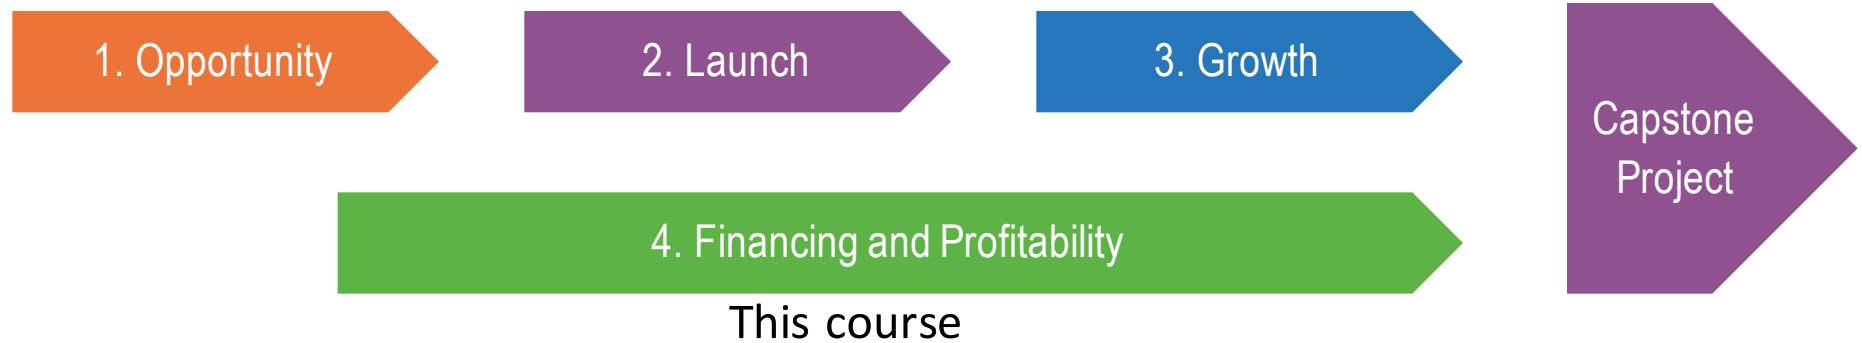 1. Opportunity
2. Launch
3. Growth
Capstone
Project
4. Financing and Profitability
This course